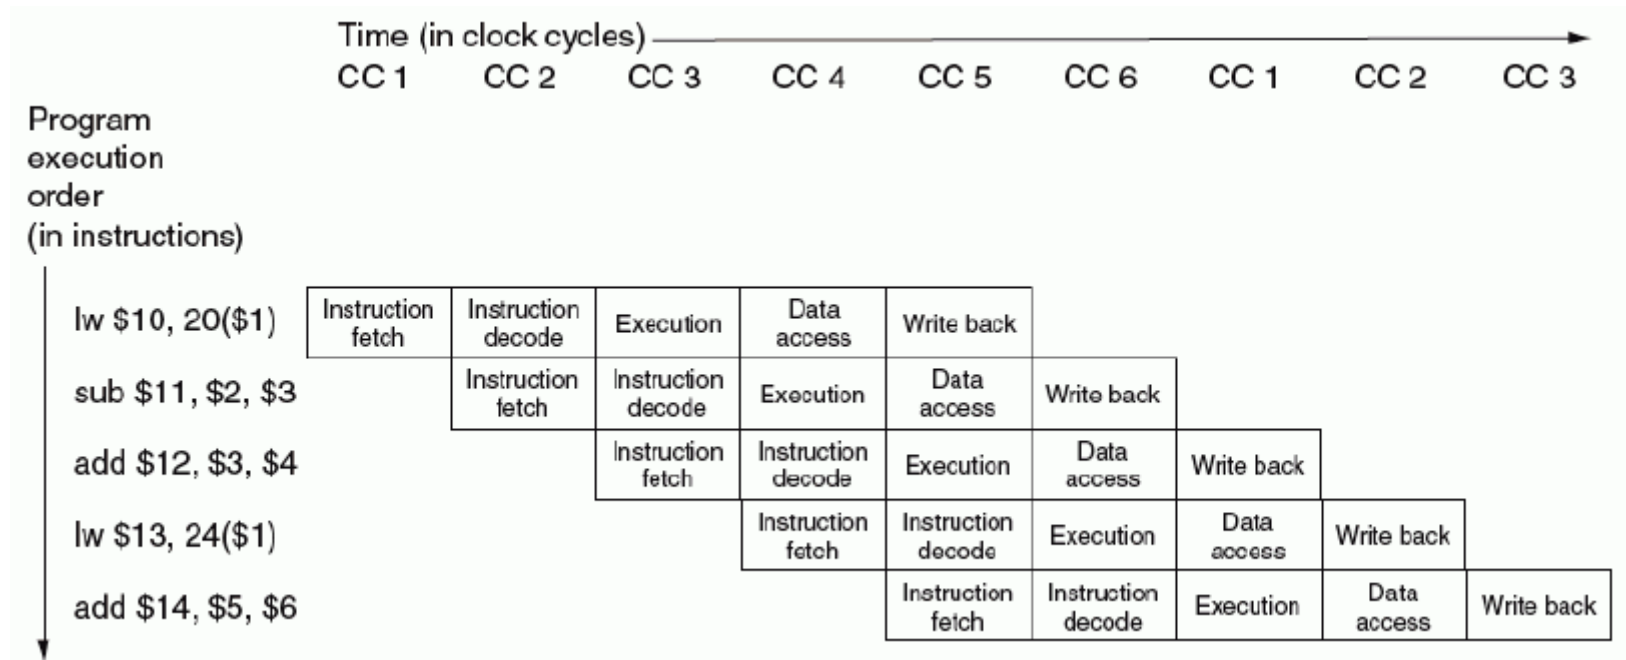 Time (in clock cycles)
CC 1 CC 2 CC 3 CC 4 CC 5 CC 6 CC 1 CC 2 CC 3
Program
execution
order
(in instructions)
lw $10, 20($1)
Instruction fetch
Instruction decode
Execution
Data access
Write back
sub $11, $2, $3
Instruction fetch
Instruction decode
Execution
Data access
Write back
add $12, $3, $4
Instruction fetch
Instruction decode
Execution
Data access
Write back
lw $13, 24($1)
Instruction fetch
Instruction decode
Execution
Data access
Write back
add $14, $5, $6
Instruction fetch
Instruction decode
Execution
Data access
Write back